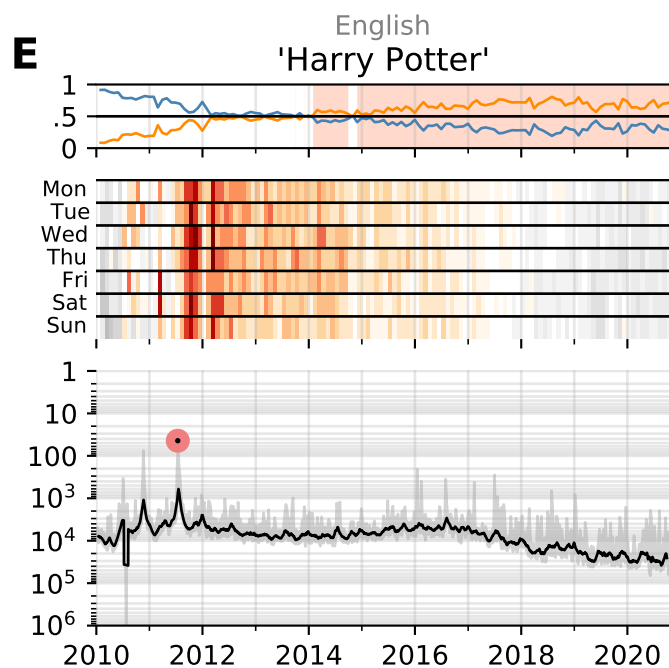 English
E
'Harry Potter'
1
.5
0
Mon
Tue
Wed
Thu
Fri
Sat
Sun
1
10
100
10³
10⁴
10⁵
10⁶
2010 2012 2014 2016 2018 2020